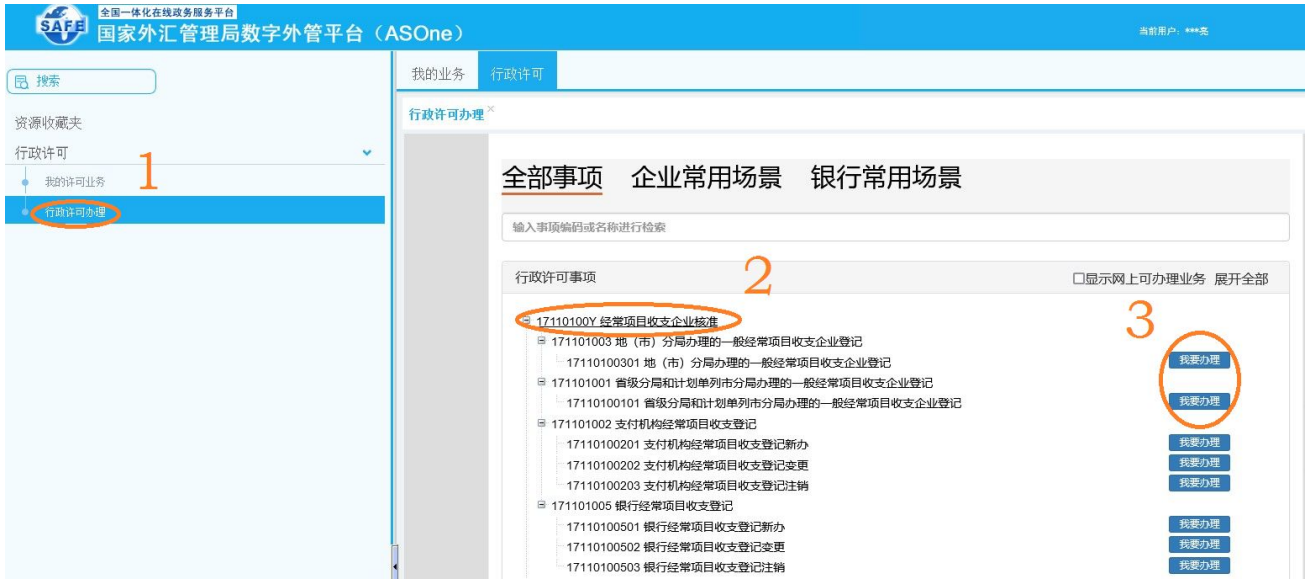 SAFE
全国一体化在线政务服务平台
国家外汇管理局数字外管平台（ASOne）
当前用户：***亮
搜索
资源收藏夹
行政许可
我的许可业务
行政许可办理
1
我的业务 行政许可
行政许可办理 ×
全部事项 企业常用场景 银行常用场景
输入事项编码或名称进行检索
行政许可事项 显示网上可办理业务 展开全部
2
3
17110100Y 经常项目收支企业核准
171101003 地（市）分局办理的一般经常项目收支企业登记
17110100301 地（市）分局办理的一般经常项目收支企业登记 我要办理
171101001 省级分局和计划单列市分局办理的一般经常项目收支企业登记
17110100101 省级分局和计划单列市分局办理的一般经常项目收支企业登记 我要办理
171101002 支付机构经常项目收支登记
17110100201 支付机构经常项目收支登记新办 我要办理
17110100202 支付机构经常项目收支登记变更 我要办理
17110100203 支付机构经常项目收支登记注销 我要办理
171101005 银行经常项目收支登记
17110100501 银行经常项目收支登记新办 我要办理
17110100502 银行经常项目收支登记变更 我要办理
17110100503 银行经常项目收支登记注销 我要办理